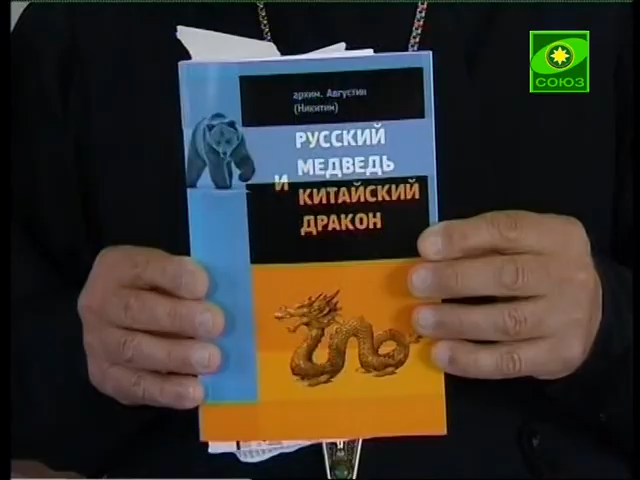 СОЮЗ
архим. Августин
(Никитин)
РУССКИЙ
МЕДВЕДЬ
И
КИТАЙСКИЙ
ДРАКОН